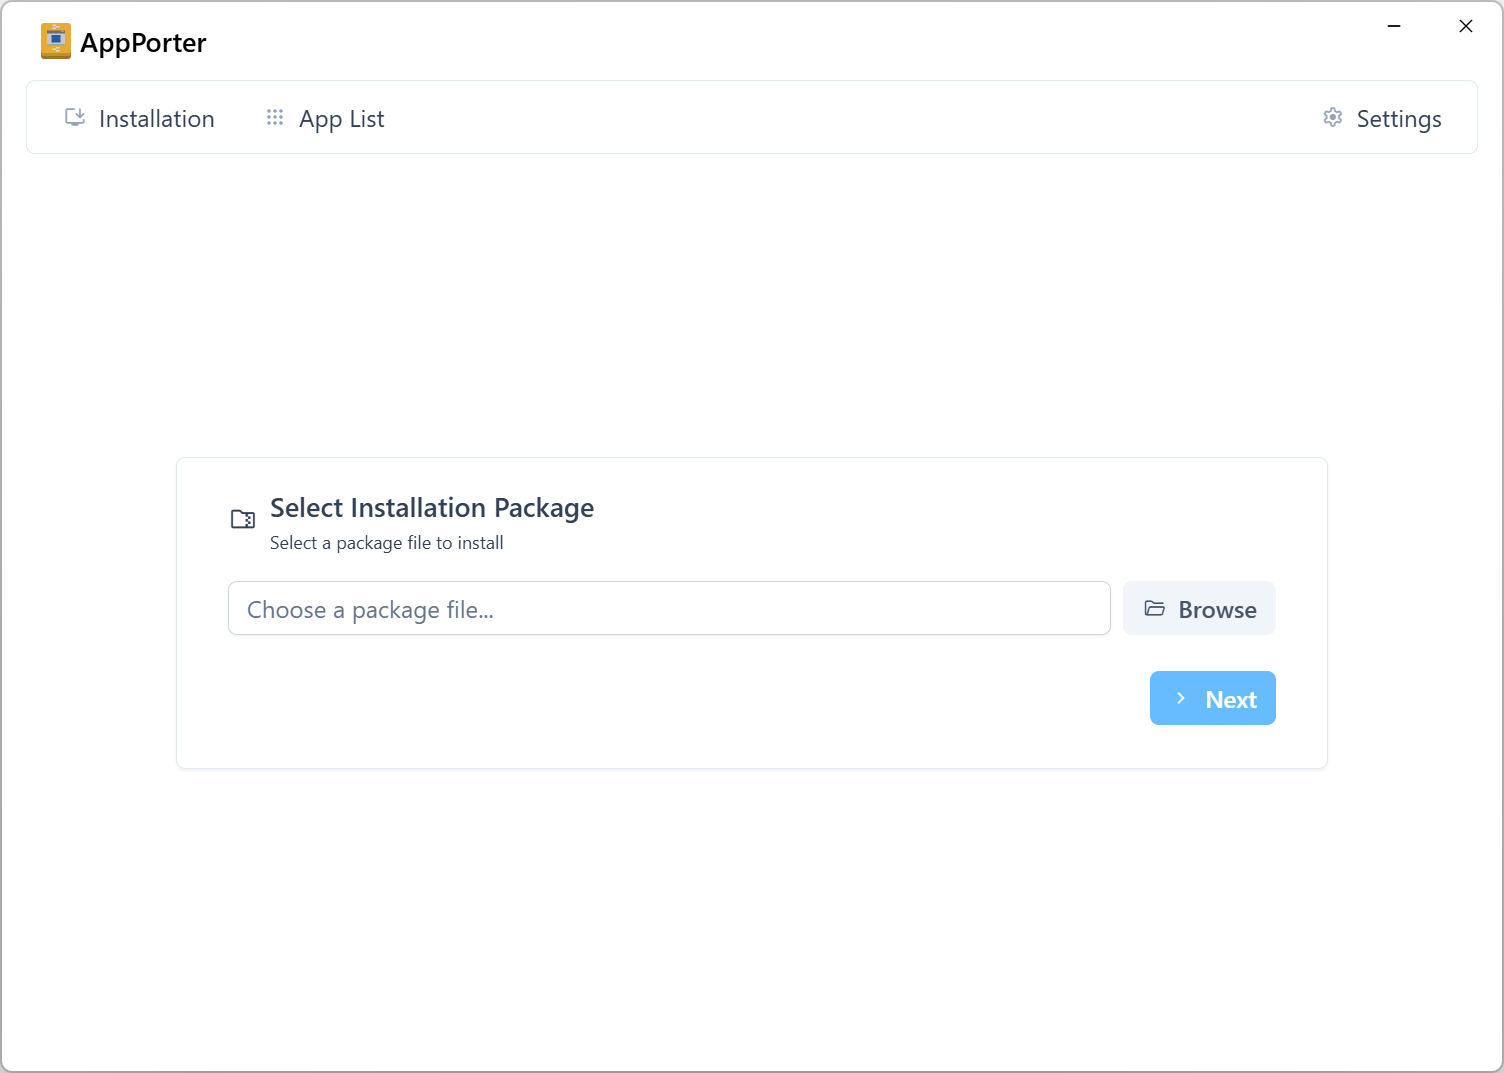 AppPorter
Installation
App List
Settings
Select Installation Package
Select a package file to install
Choose a package file...
Browse
Next